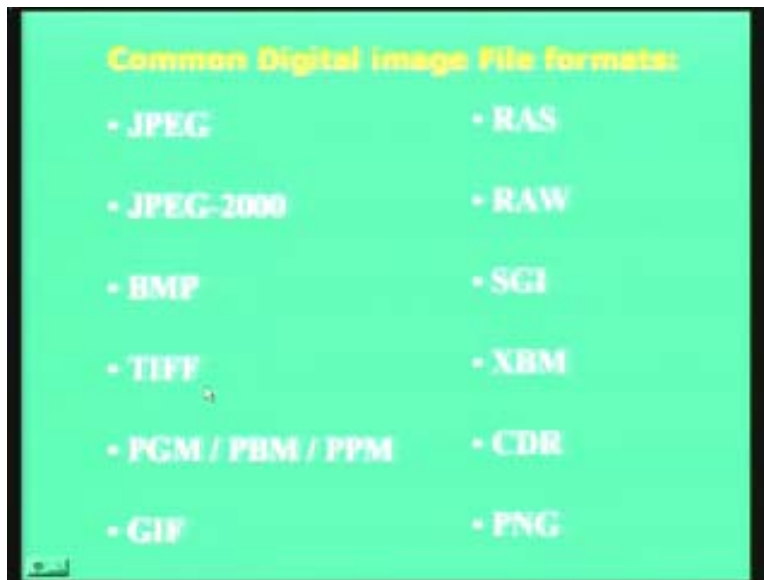 Common Digital image File formats:
• JPEG
• JPEG-2000
• BMP
• TIFF
• PGM / PBM / PPM
• GIF
• RAS
• RAW
• SGI
• XBM
• CDR
• PNG